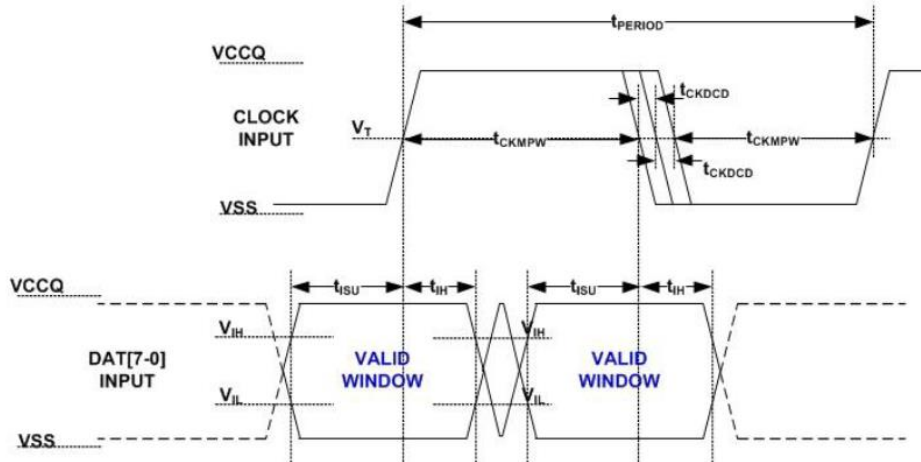 tPERIOD
VCCQ
tCKDCD
CLOCK
INPUT
VT
tCKMPW
tCKMPW
tCKDCD
VSS
VCCQ
tISU
tIH
tISU
tIH
VIH
VIH
DAT[7-0]
INPUT
VALID
WINDOW
VALID
WINDOW
VIL
VIL
VSS